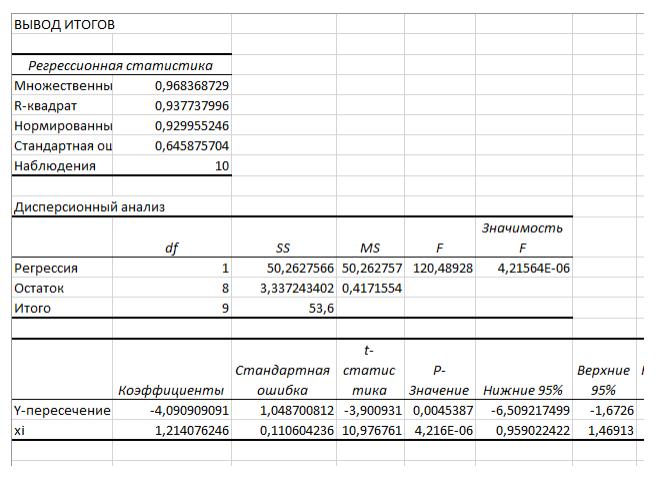 ВЫВОД ИТОГОВ
Регрессионная статистика
Множественны 0,968368729
R-квадрат 0,937737996
Нормированны 0,929955246
Стандартная ош 0,645875704
Наблюдения 10
Дисперсионный анализ
df SS MS F Значимость F
Регрессия 1 50,2627566 50,262757 120,48928 4,21564E-06
Остаток 8 3,337243402 0,4171554
Итого 9 53,6
Коэффициенты Стандартная ошибка t-статистика P-Значение Нижние 95% Верхние 95%
Y-пересечение -4,090909091 1,048700812 -3,900931 0,0045387 -6,509217499 -1,6726
xi 1,214076246 0,110604236 10,976761 4,216E-06 0,959022422 1,46913